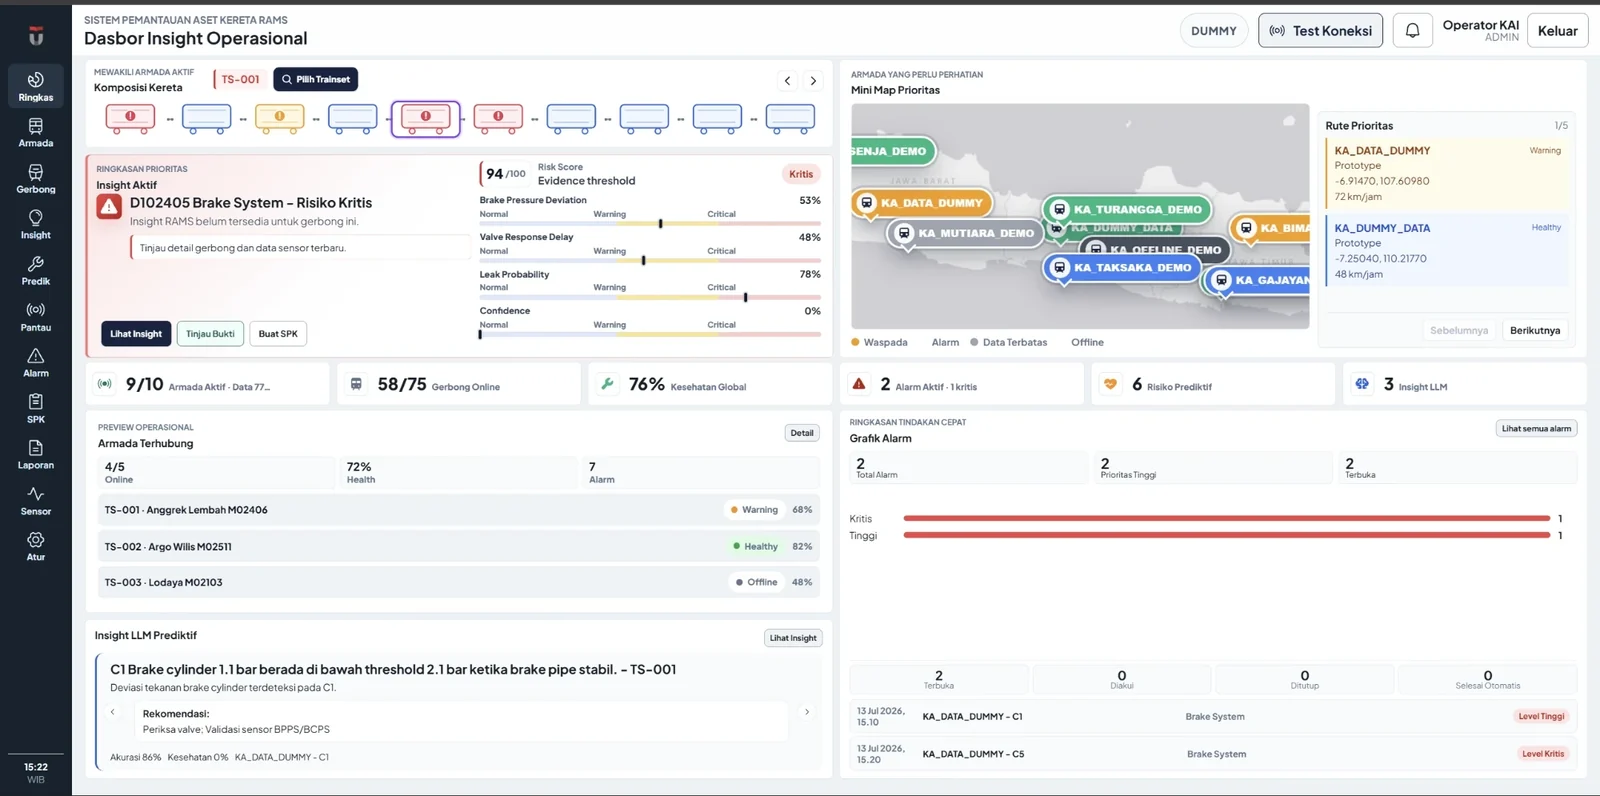 SISTEM PEMANTAUAN ASET KERETA RAMS
Dasbor Insight Operasional
DUMMY
Test Koneksi
Operator KAI
ADMIN
Keluar
Ringkas
Armada
Gerbong
Insight
Predik
Pantau
Alarm
SPK
Laporan
Sensor
Atur
15:22
WIB
MEWAKILI ARMADA AKTIF
Komposisi Kereta
TS-001
Pilih Trainset
RINGKASAN PRIORITAS
Insight Aktif
D102405 Brake System - Risiko Kritis
Insight RAMS belum tersedia untuk gerbong ini.
Tinjau detail gerbong dan data sensor terbaru.
Lihat Insight
Tinjau Bukti
Buat SPK
94 /100
Risk Score
Evidence threshold
Kritis
Brake Pressure Deviation 53%
Normal Warning Critical
Valve Response Delay 48%
Normal Warning Critical
Leak Probability 78%
Normal Warning Critical
Confidence 0%
Normal Warning Critical
ARMADA YANG PERLU PERHATIAN
Mini Map Prioritas
SENJA_DEMO
JAWA BARAT
KA_DATA_DUMMY
KA_TURANGGA_DEMO
KA_MUTIARA_DEMO
KA_DUMMY_DATA
KA_BIMA
KA_OFFLINE_DEMO
KA_TAKSAKA_DEMO
KA_GAJAYAN
Waspada Alarm Data Terbatas Offline
Rute Prioritas 1/5
KA_DATA_DUMMY Warning
Prototype
-6.91470, 107.60980
72 km/jam
KA_DUMMY_DATA Healthy
Prototype
-7.25040, 110.21770
48 km/jam
Sebelumnya
Berikutnya
9/10 Armada Aktif · Data 77...
58/75 Gerbong Online
76% Kesehatan Global
2 Alarm Aktif · 1 kritis
6 Risiko Prediktif
3 Insight LLM
PREVIEW OPERASIONAL
Armada Terhubung
Detail
4/5
Online
72%
Health
7
Alarm
TS-001 · Anggrek Lembah M02406 Warning 68%
TS-002 · Argo Wilis M02511 Healthy 82%
TS-003 · Lodaya M02103 Offline 48%
Insight LLM Prediktif
Lihat Insight
C1 Brake cylinder 1.1 bar berada di bawah threshold 2.1 bar ketika brake pipe stabil. - TS-001
Deviasi tekanan brake cylinder terdeteksi pada C1.
Rekomendasi:
Periksa valve; Validasi sensor BPPS/BCPS
Akurasi 86% Kesehatan 0% KA_DATA_DUMMY - C1
RINGKASAN TINDAKAN CEPAT
Grafik Alarm
Lihat semua alarm
2
Total Alarm
2
Prioritas Tinggi
2
Terbuka
Kritis 1
Tinggi 1
2
Terbuka
0
Diakui
0
Ditutup
0
Selesai Otomatis
13 Jul 2026,
15.10
KA_DATA_DUMMY - C1 Brake System Level Tinggi
13 Jul 2026,
15.20
KA_DATA_DUMMY - C5 Brake System Level Kritis